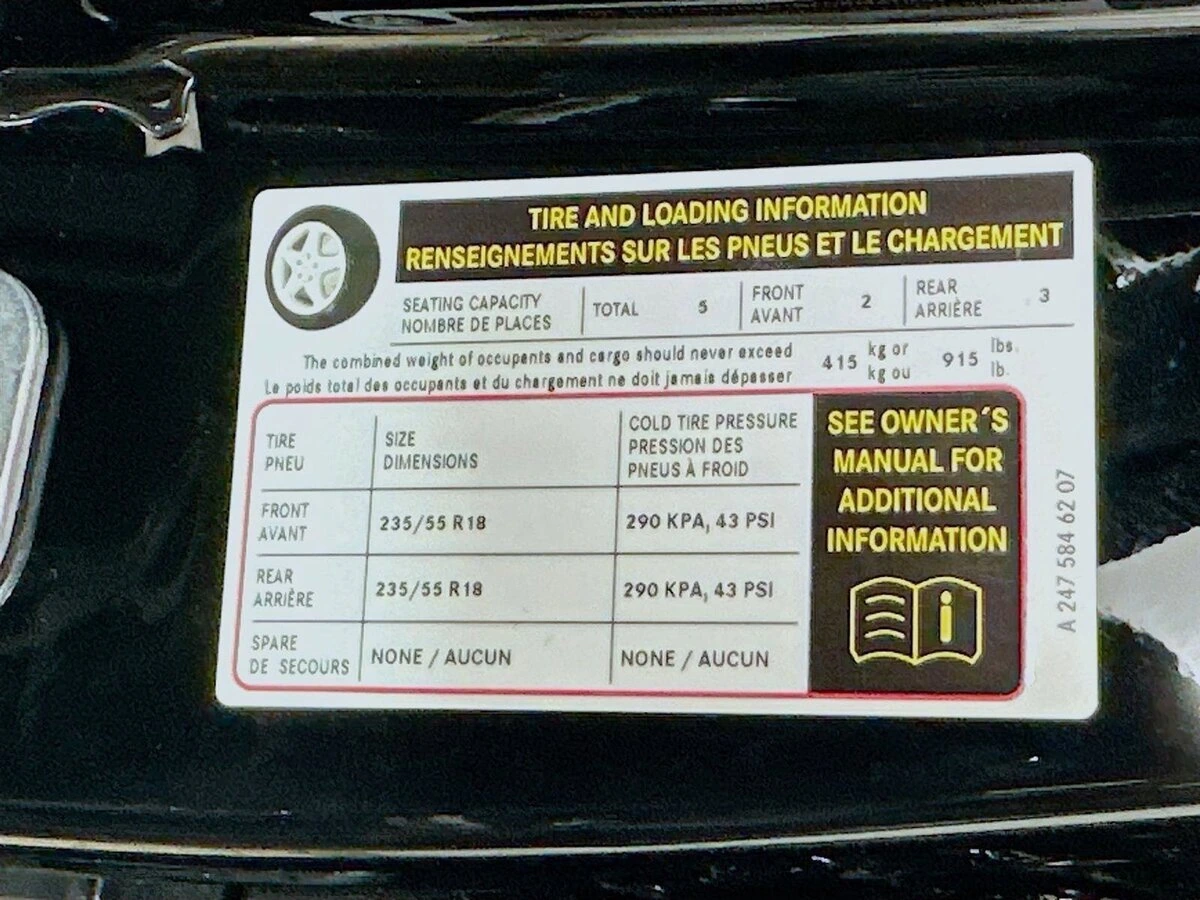 TIRE AND LOADING INFORMATION
RENSEIGNEMENTS SUR LES PNEUS ET LE CHARGEMENT
SEATING CAPACITY
NOMBRE DE PLACES
TOTAL 5
FRONT
AVANT
2
REAR
ARRIÈRE
3
The combined weight of occupants and cargo should never exceed
Le poids total des occupants et du chargement ne doit jamais dépasser
415
kg or
kg ou
915
lbs.
lb.
TIRE
PNEU
SIZE
DIMENSIONS
COLD TIRE PRESSURE
PRESSION DES
PNEUS À FROID
FRONT
AVANT
235/55 R18
290 KPA, 43 PSI
REAR
ARRIÈRE
235/55 R18
290 KPA, 43 PSI
SPARE
DE SECOURS
NONE / AUCUN
NONE / AUCUN
SEE OWNER´S
MANUAL FOR
ADDITIONAL
INFORMATION
i
A 247 584 62 07